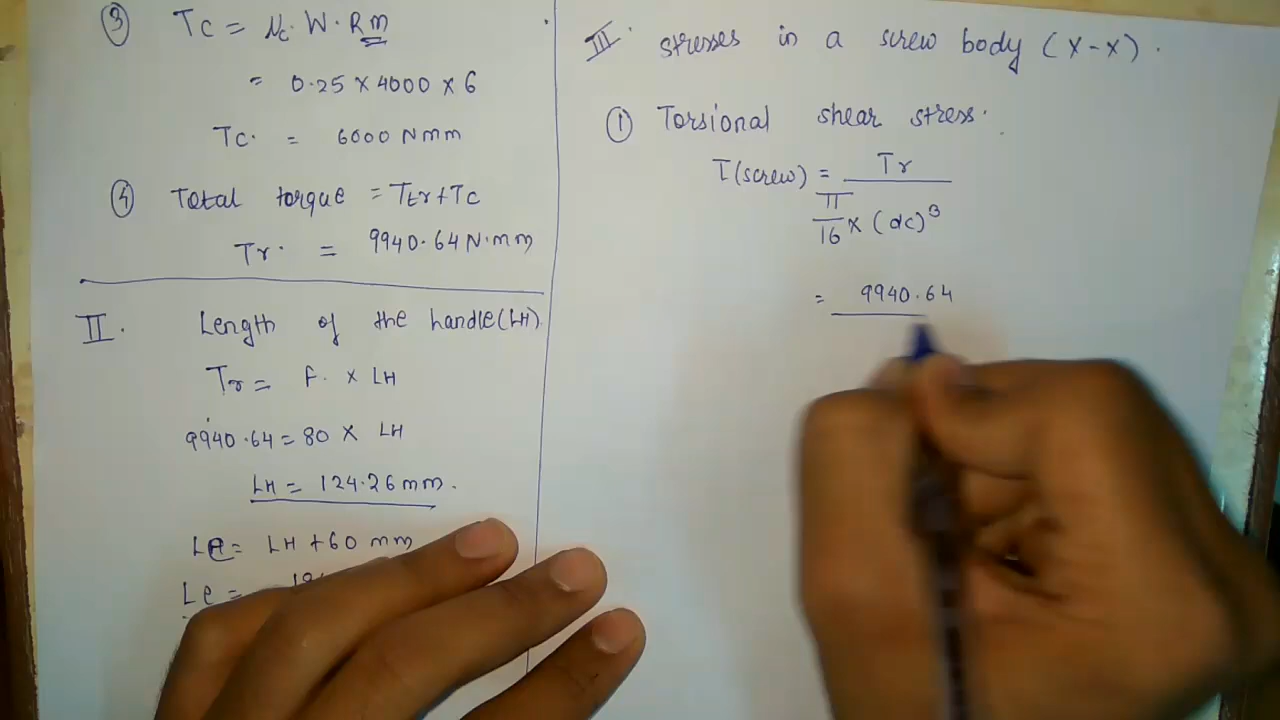 ③ Tc = μc. W. Rm
= 0.25 × 4000 × 6
Tc. = 6000 Nmm
④ Total torque = Ttr + Tc
Tr. = 9940.64 N.mm
II. Length of the handle (LH).
Tr = F. × LH
9940.64 = 80 × LH
LH = 124.26 mm.
Le = LH + 60 mm
Le =
III. stresses in a screw body (x-x).
① Torsional shear stress.
τ(screw) = Tr
π/16 × (dc)³
= 9940.64